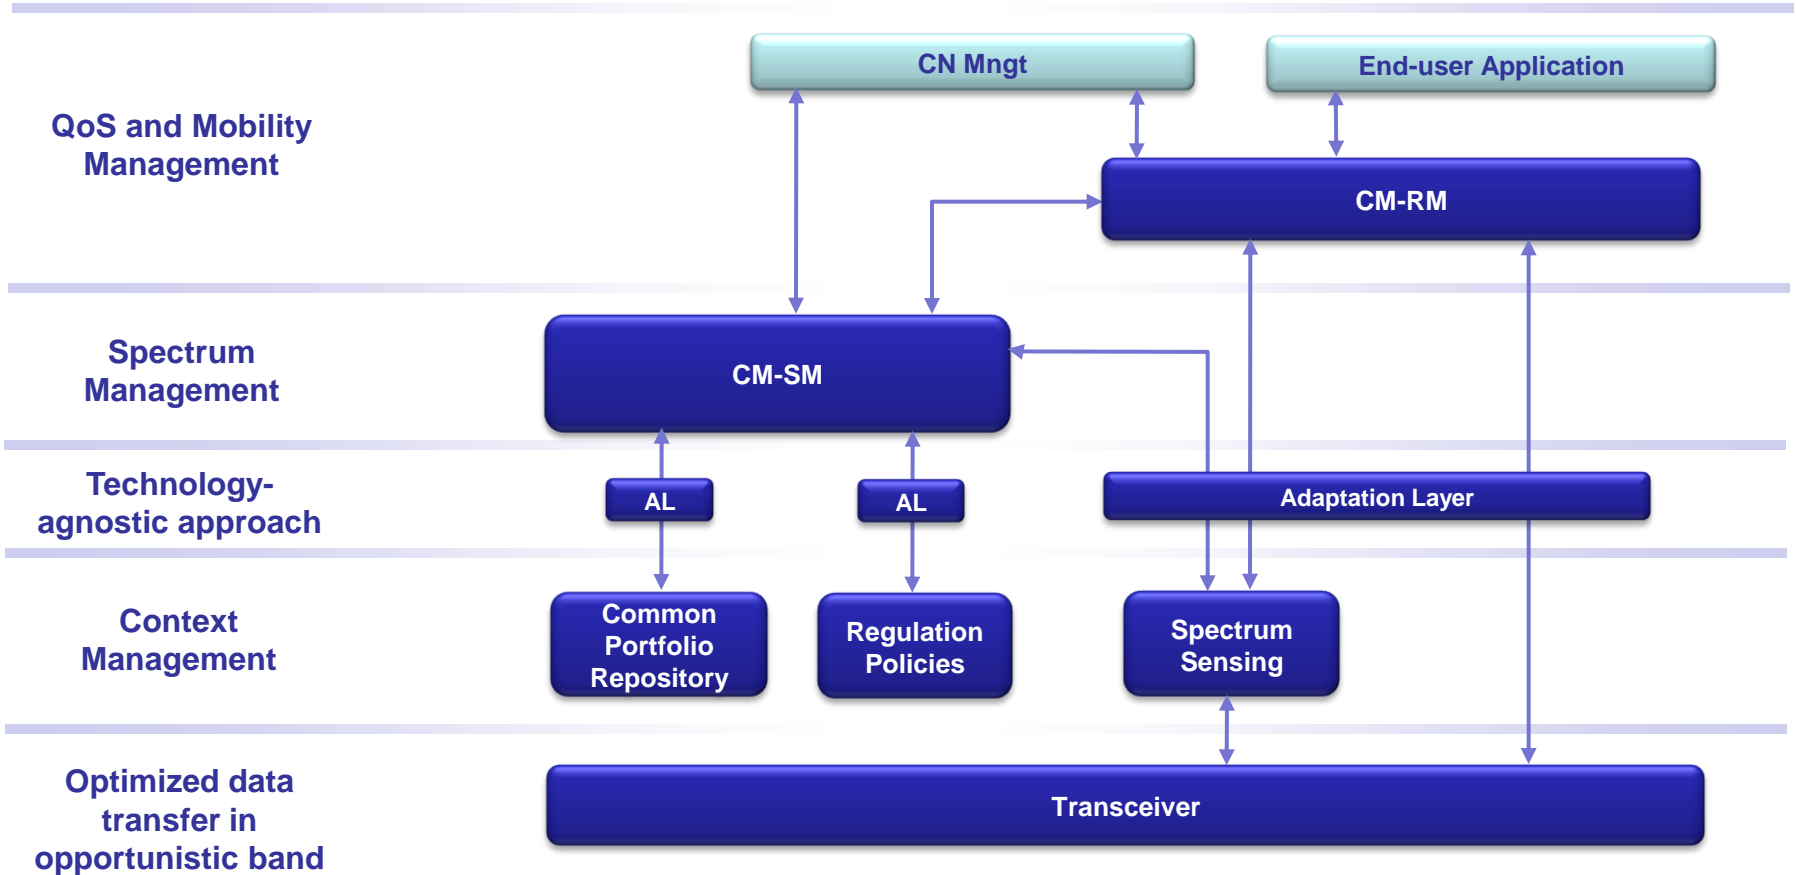 CN Mngt
End-user Application
QoS and Mobility
Management
CM-RM
Spectrum
Management
CM-SM
Technology-
agnostic approach
AL
AL
Adaptation Layer
Context
Management
Common
Portfolio
Repository
Regulation
Policies
Spectrum
Sensing
Optimized data
transfer in
opportunistic band
Transceiver